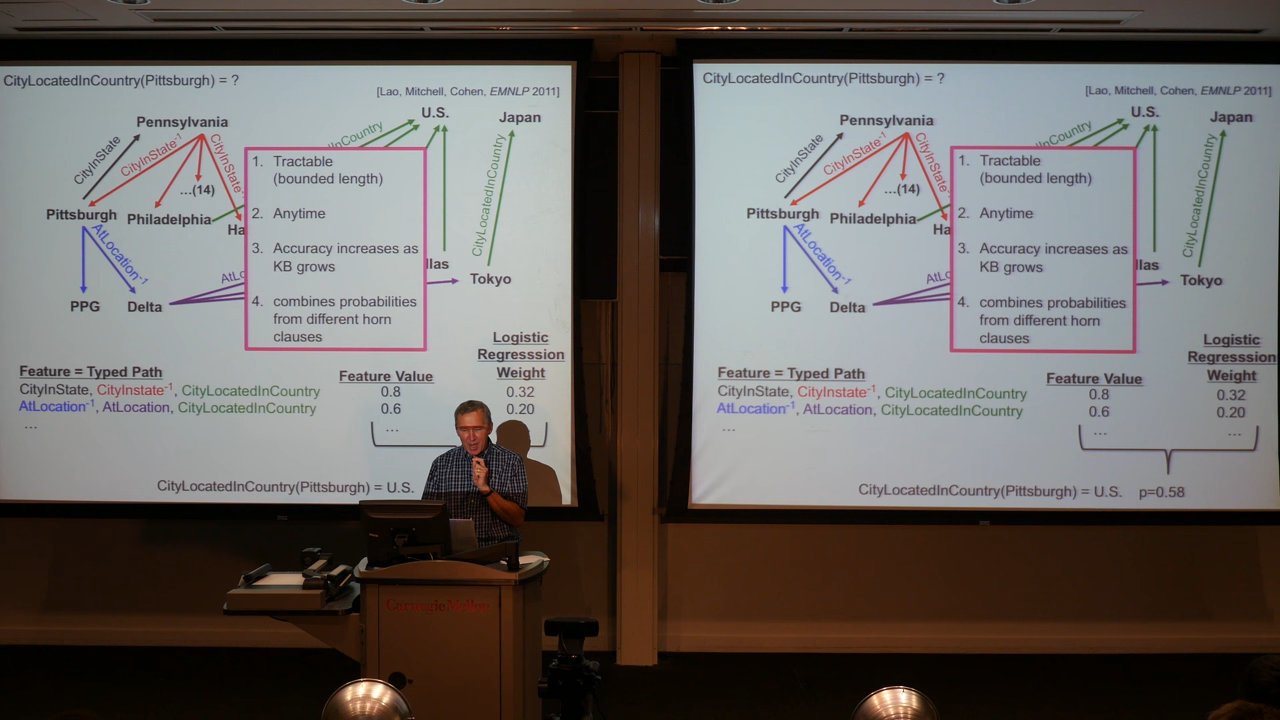 CityLocatedInCountry(Pittsburgh) = ?
[Lao, Mitchell, Cohen, EMNLP 2011]
Pennsylvania
U.S.
Japan
CityInState
CityInState-1
CityInState-
InCountry
CityLocatedInCountry
...(14)
Pittsburgh
Philadelphia
Ha
AtLocation-1
AtLo
llas
Tokyo
PPG
Delta
1. Tractable
(bounded length)
2. Anytime
3. Accuracy increases as
KB grows
4. combines probabilities
from different horn
clauses
Feature = Typed Path
Feature Value
Logistic
Regresssion
Weight
CityInState, CityInstate-1, CityLocatedInCountry
0.8
0.32
AtLocation-1, AtLocation, CityLocatedInCountry
0.6
0.20
...
...
CityLocatedInCountry(Pittsburgh) = U.S.
CityLocatedInCountry(Pittsburgh) = ?
[Lao, Mitchell, Cohen, EMNLP 2011]
Pennsylvania
U.S.
Japan
CityInState
CityInState-1
CityInState-
InCountry
CityLocatedInCountry
...(14)
Pittsburgh
Philadelphia
Ha
AtLocation-1
AtLo
llas
Tokyo
PPG
Delta
1. Tractable
(bounded length)
2. Anytime
3. Accuracy increases as
KB grows
4. combines probabilities
from different horn
clauses
Feature = Typed Path
Feature Value
Logistic
Regresssion
Weight
CityInState, CityInstate-1, CityLocatedInCountry
0.8
0.32
AtLocation-1, AtLocation, CityLocatedInCountry
0.6
0.20
...
...
...
CityLocatedInCountry(Pittsburgh) = U.S. p=0.58
Carnegie Mellon